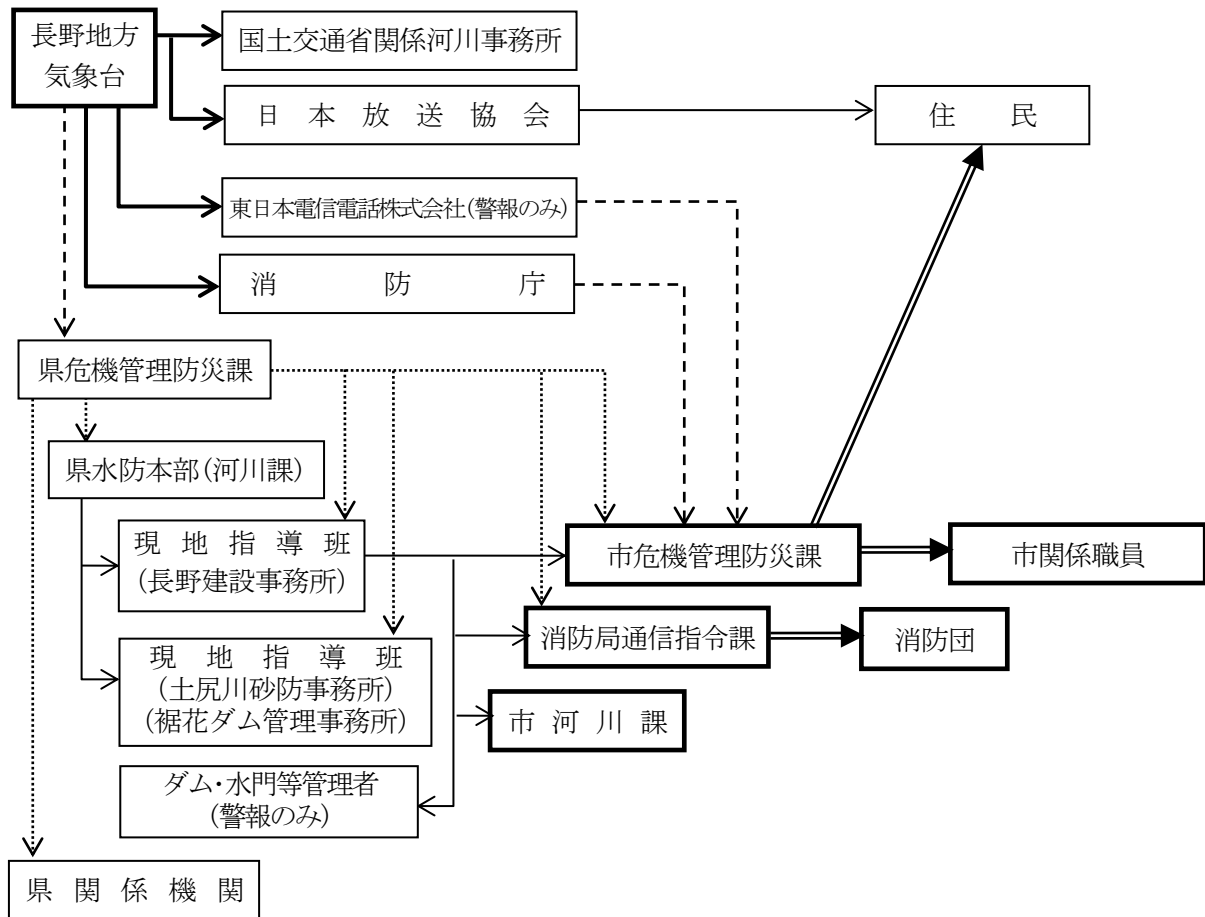 長野地方
気象台
国土交通省関係河川事務所
日本放送協会
住民
東日本電信電話株式会社(警報のみ)
消防庁
県危機管理防災課
県水防本部(河川課)
現地指導班
(長野建設事務所)
市危機管理防災課
市関係職員
消防局通信指令課
消防団
現地指導班
(土尻川砂防事務所)
(裾花ダム管理事務所)
市河川課
ダム・水門等管理者
(警報のみ)
県関係機関